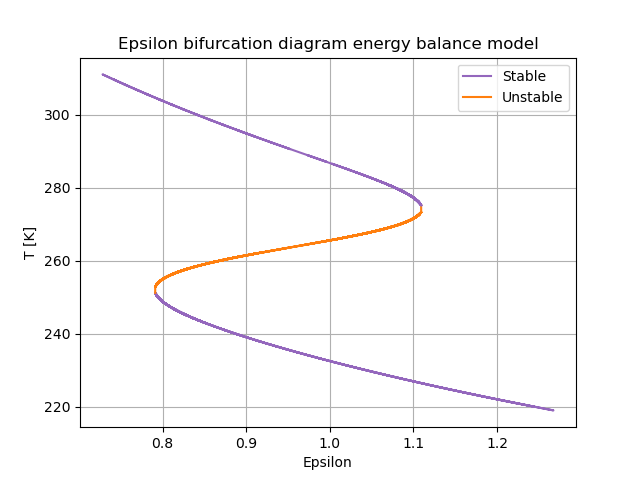 Epsilon bifurcation diagram energy balance model
Stable
Unstable
T [K]
300
280
260
240
220
0.8
0.9
1.0
1.1
1.2
Epsilon